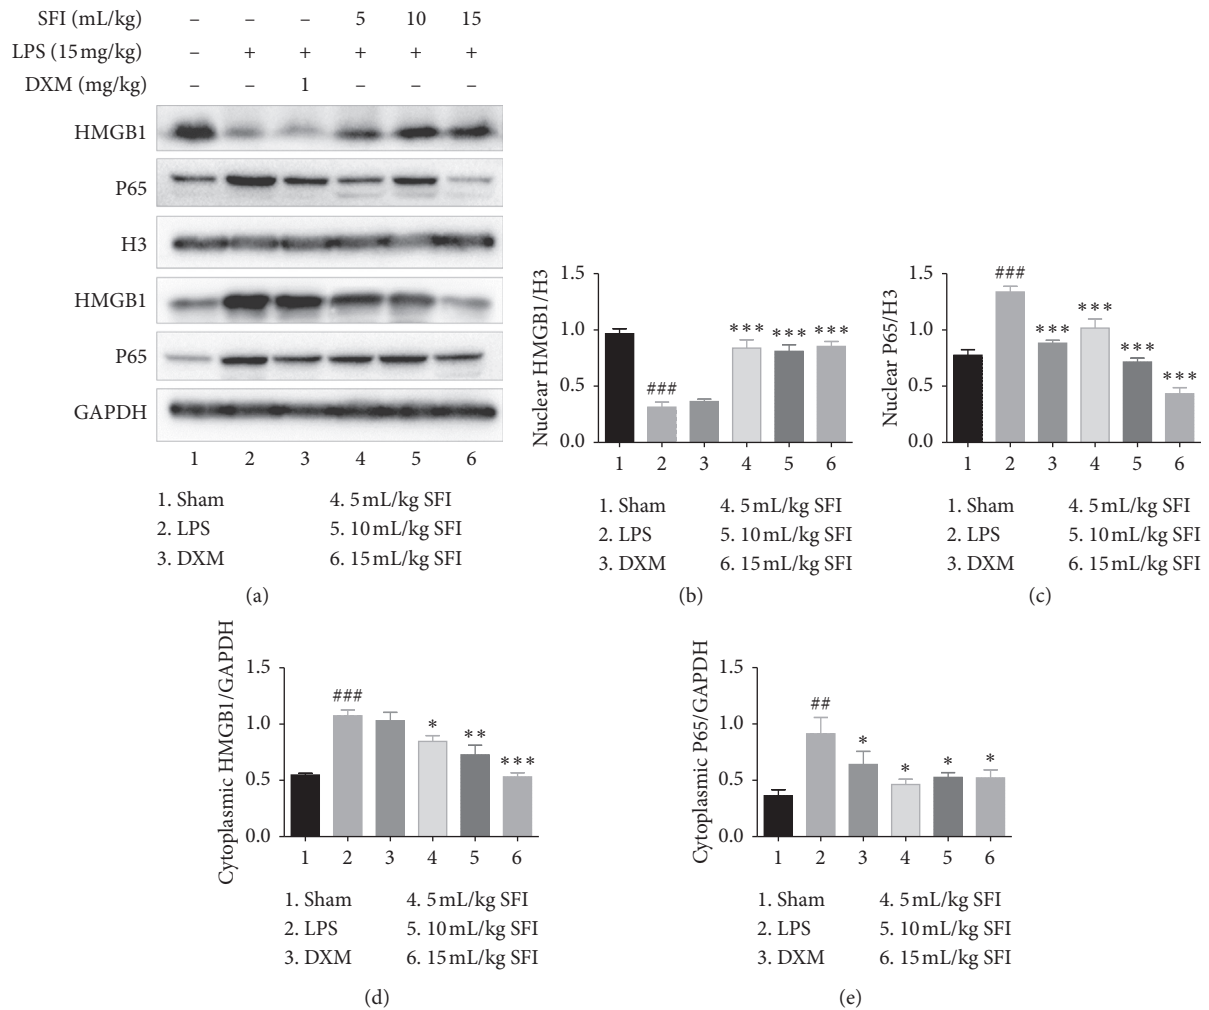 SFI (mL/kg) – – – 5 10 15
LPS (15 mg/kg) – + + + + +
DXM (mg/kg) – – 1 – – –
HMGB1
P65
H3
HMGB1
P65
GAPDH
1 2 3 4 5 6
1. Sham 4. 5 mL/kg SFI
2. LPS 5. 10 mL/kg SFI
3. DXM 6. 15 mL/kg SFI
(a)
Nuclear HMGB1/H3
1.5
1.0
0.5
0.0
###
*** *** ***
1 2 3 4 5 6
1. Sham 4. 5 mL/kg SFI
2. LPS 5. 10 mL/kg SFI
3. DXM 6. 15 mL/kg SFI
(b)
Nuclear P65/H3
1.5
1.0
0.5
0.0
###
*** *** *** ***
1 2 3 4 5 6
1. Sham 4. 5 mL/kg SFI
2. LPS 5. 10 mL/kg SFI
3. DXM 6. 15 mL/kg SFI
(c)
Cytoplasmic HMGB1/GAPDH
1.5
1.0
0.5
0.0
###
* ** ***
1 2 3 4 5 6
1. Sham 4. 5 mL/kg SFI
2. LPS 5. 10 mL/kg SFI
3. DXM 6. 15 mL/kg SFI
(d)
Cytoplasmic P65/GAPDH
1.5
1.0
0.5
0.0
##
* * * *
1 2 3 4 5 6
1. Sham 4. 5 mL/kg SFI
2. LPS 5. 10 mL/kg SFI
3. DXM 6. 15 mL/kg SFI
(e)